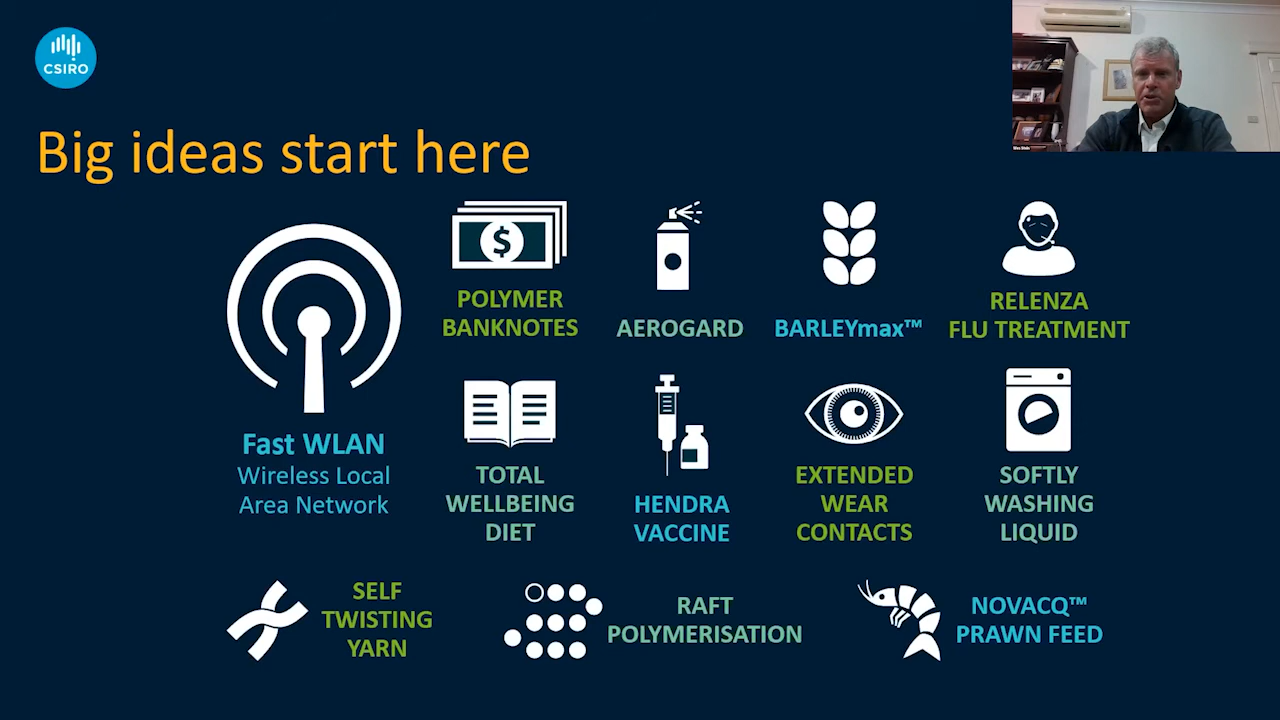 CSIRO
Big ideas start here
Fast WLAN
Wireless Local
Area Network
POLYMER
BANKNOTES
AEROGARD
BARLEYmax™
RELENZA
FLU TREATMENT
TOTAL
WELLBEING
DIET
HENDRA
VACCINE
EXTENDED
WEAR
CONTACTS
SOFTLY
WASHING
LIQUID
SELF
TWISTING
YARN
RAFT
POLYMERISATION
NOVACQ™
PRAWN FEED